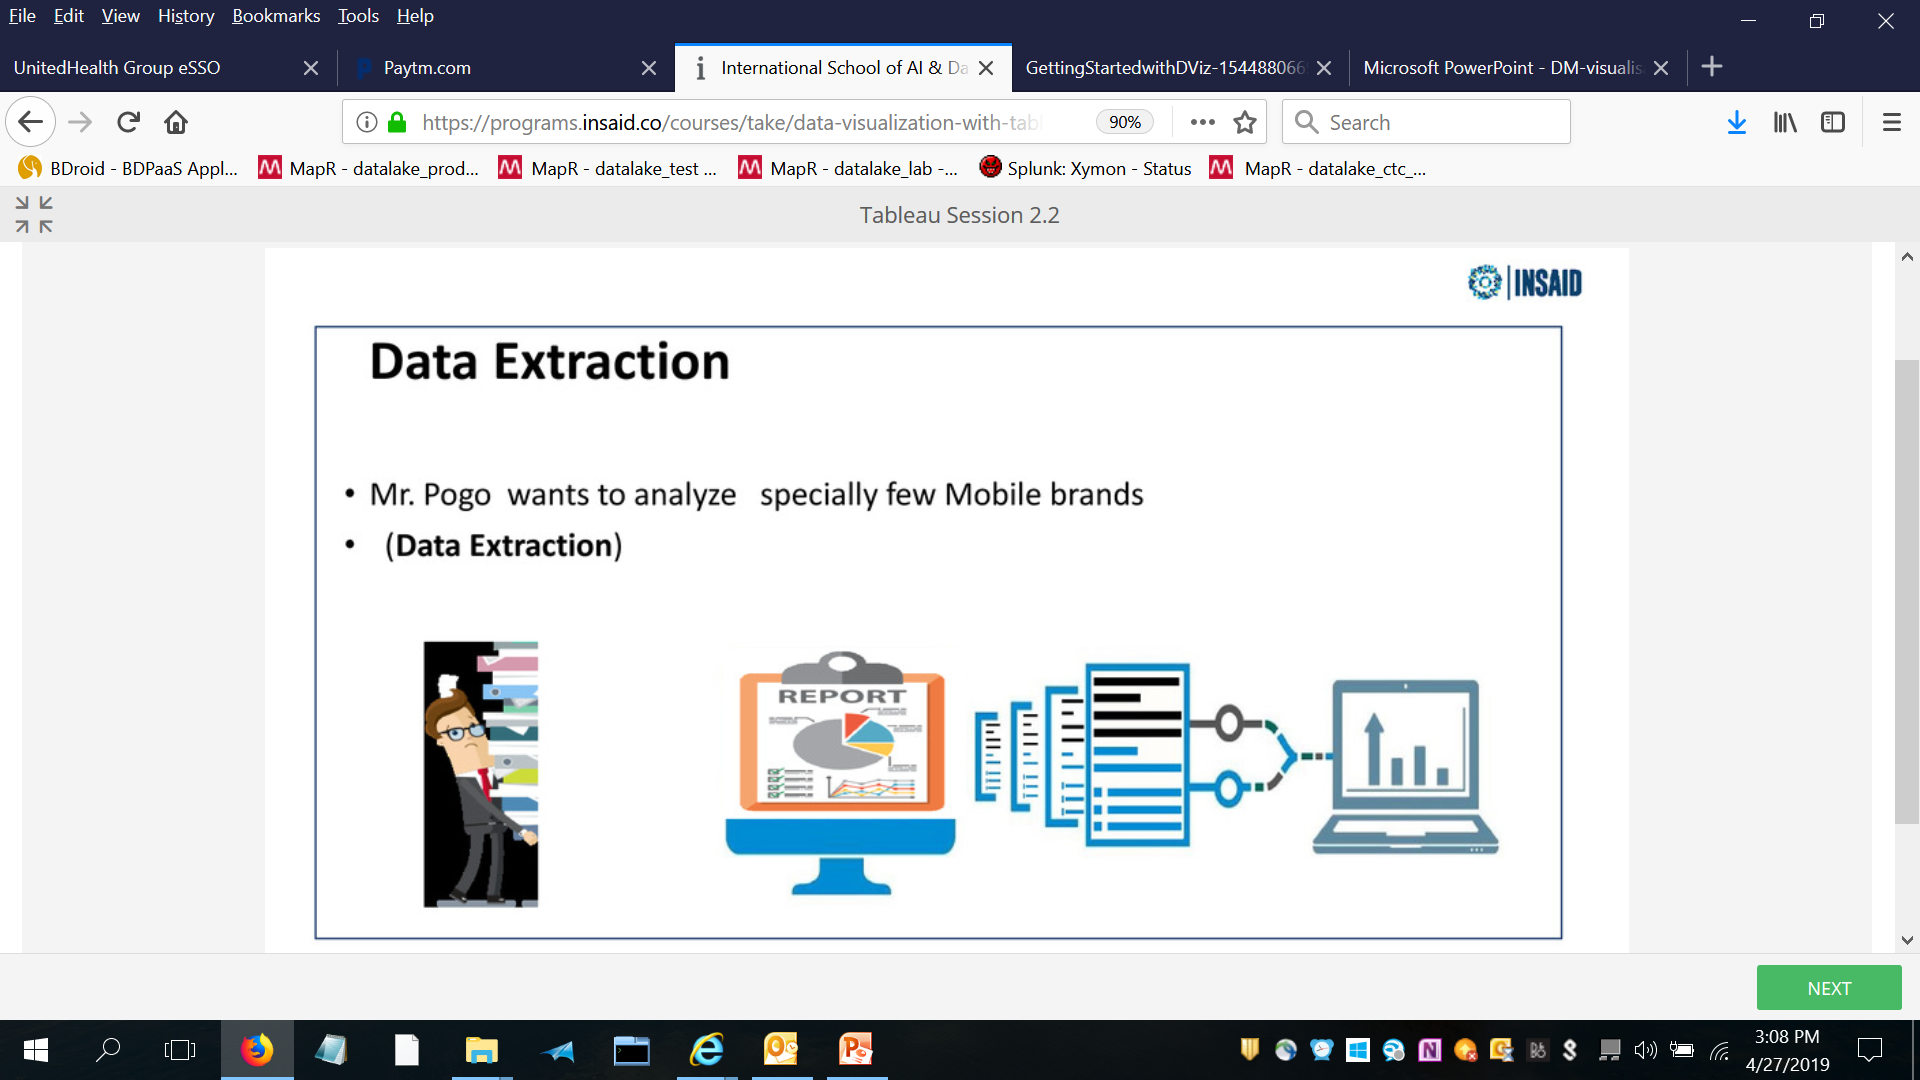 File Edit View History Bookmarks Tools Help
UnitedHealth Group eSSO
Paytm.com
International School of AI & Da
GettingStartedwithDViz-1544880669
Microsoft PowerPoint - DM-visualis
https://programs.insaid.co/courses/take/data-visualization-with-tabl
90%
Search
BDroid - BDPaaS Appl...
MapR - datalake_prod...
MapR - datalake_test ...
MapR - datalake_lab -...
Splunk: Xymon - Status
MapR - datalake_ctc_...
Tableau Session 2.2
INSAID
Data Extraction
• Mr. Pogo wants to analyze specially few Mobile brands
• (Data Extraction)
REPORT
NEXT
3:08 PM
4/27/2019